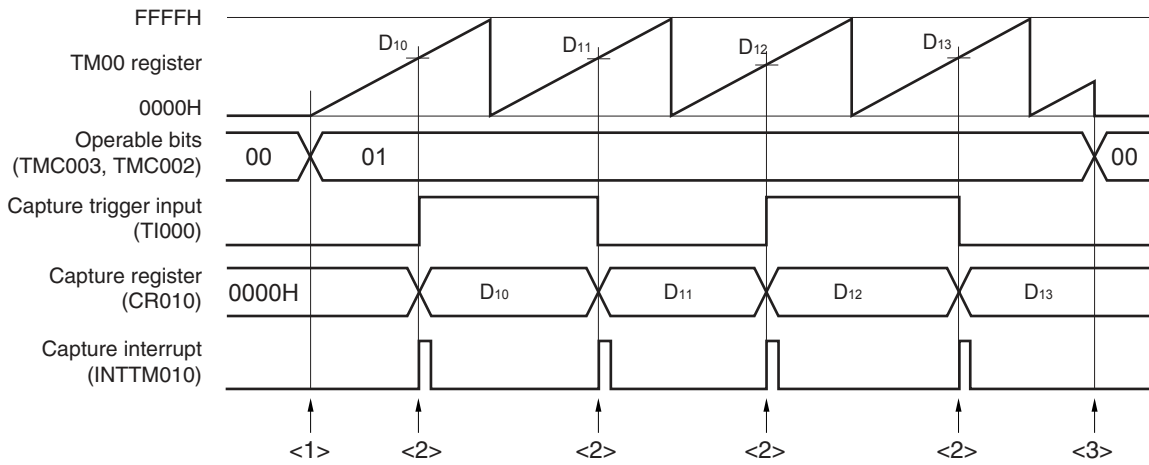 FFFFH
TM00 register
0000H
D10 D11 D12 D13
Operable bits
(TMC003, TMC002)
00 01 00
Capture trigger input
(TI000)
Capture register
(CR010)
0000H D10 D11 D12 D13
Capture interrupt
(INTTM010)
<1> <2> <2> <2> <2> <3>